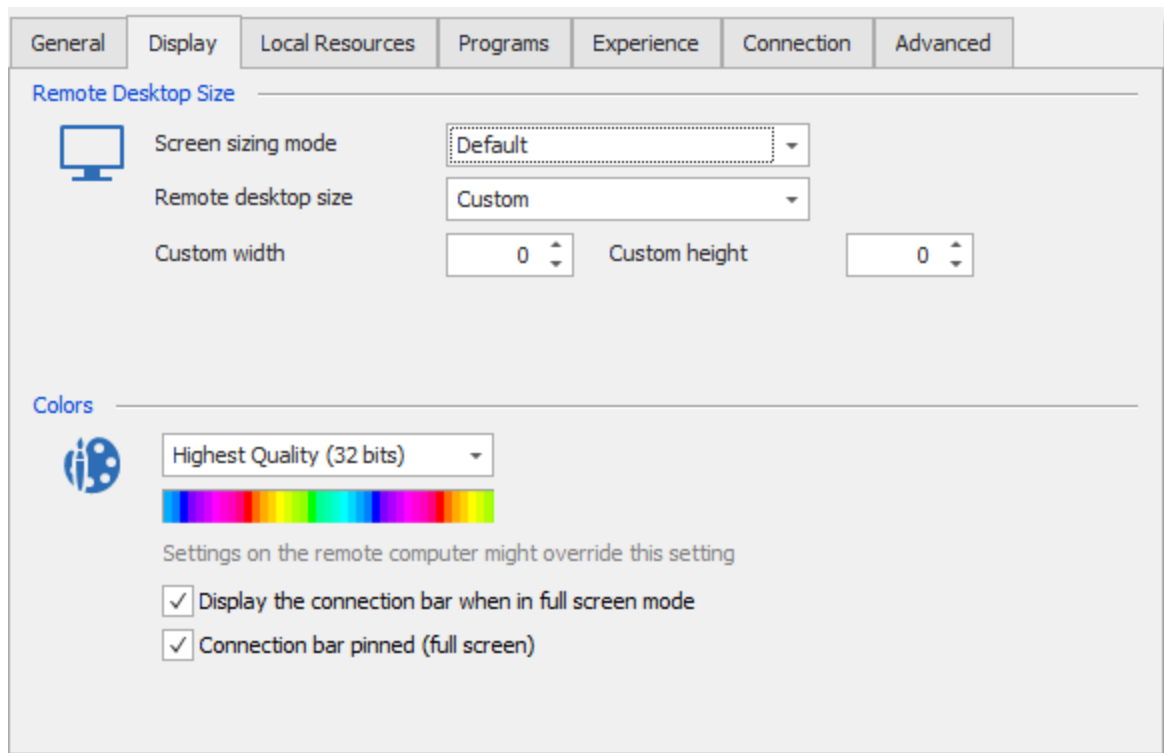 General Display Local Resources Programs Experience Connection Advanced
Remote Desktop Size
Screen sizing mode Default
Remote desktop size Custom
Custom width 0 Custom height 0
Colors
Highest Quality (32 bits)
Settings on the remote computer might override this setting
Display the connection bar when in full screen mode
Connection bar pinned (full screen)